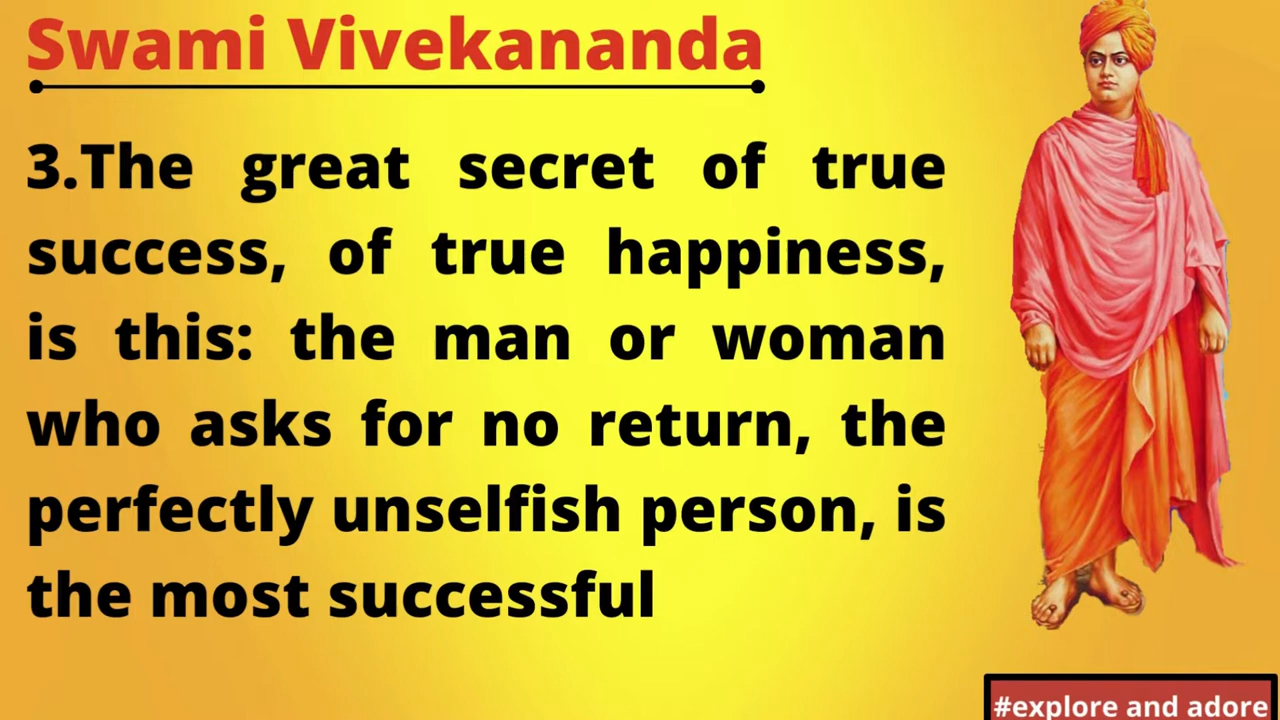 Swami Vivekananda
3.The great secret of true
success, of true happiness,
is this: the man or woman
who asks for no return, the
perfectly unselfish person, is
the most successful
#explore and adore